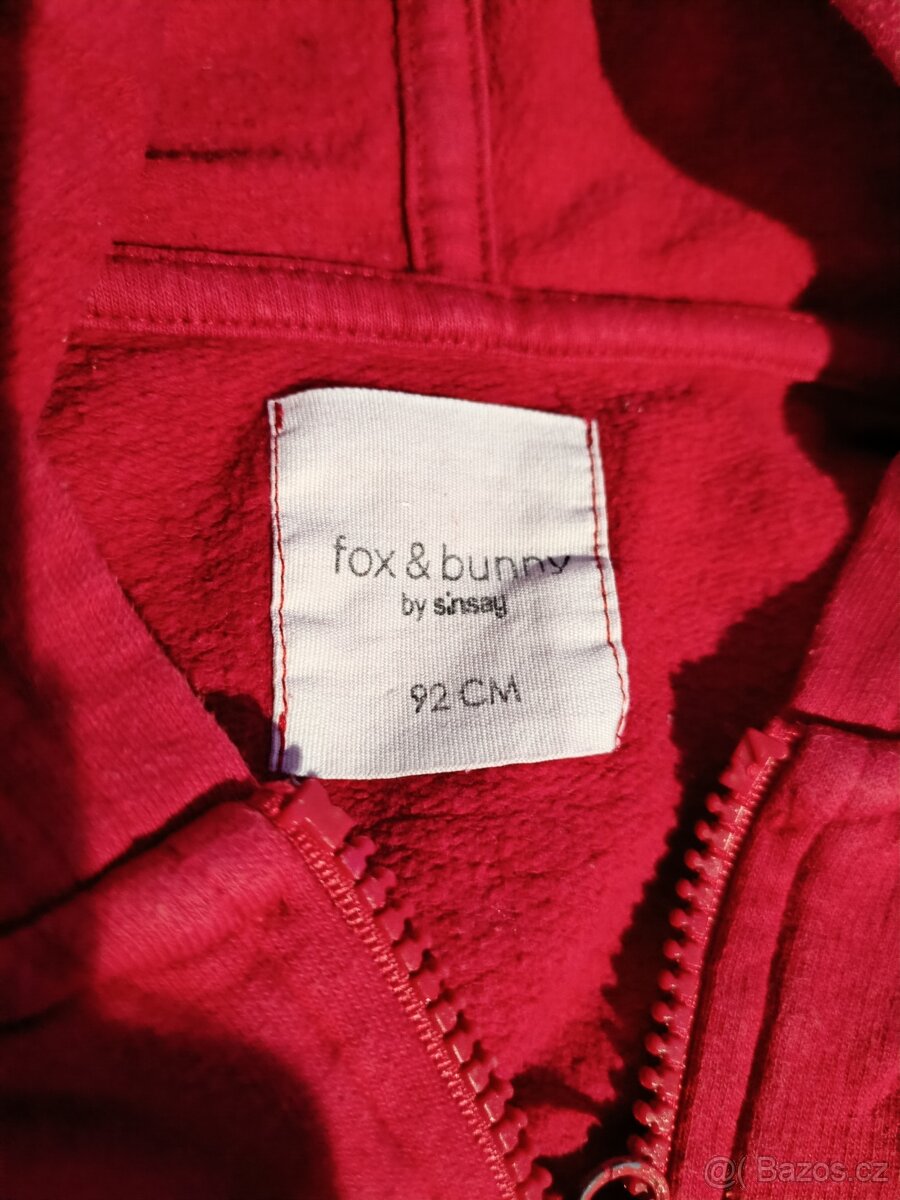 fox & bunny
by sinsay
92 CM
@( Bazos.cz